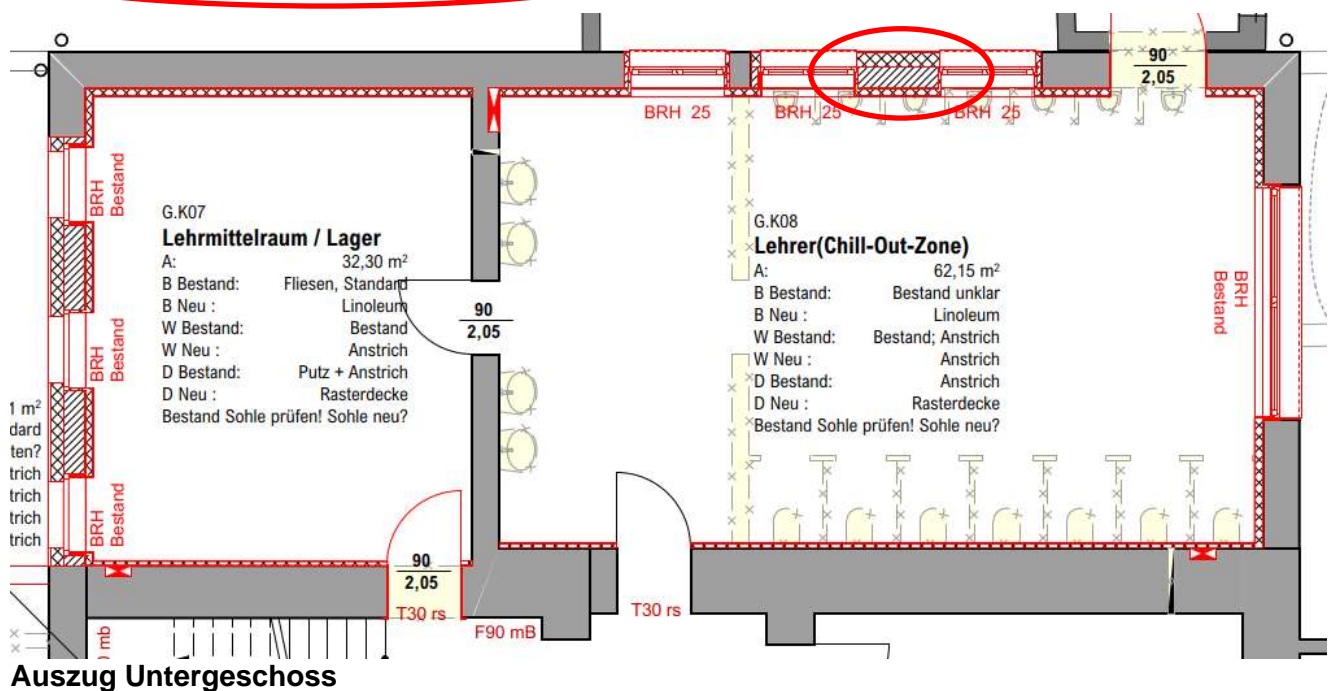 90
2,05
BRH 25
BRH 25
BRH 25
BRH
Bestand
G.K07
Lehrmittelraum / Lager
A: 32,30 m²
B Bestand: Fliesen, Standard
B Neu : Linoleum
W Bestand: Bestand
W Neu : Anstrich
D Bestand: Putz + Anstrich
D Neu : Rasterdecke
Bestand Sohle prüfen! Sohle neu?
90
2,05
G.K08
Lehrer(Chill-Out-Zone)
A: 62,15 m²
B Bestand: Bestand unklar
B Neu : Linoleum
W Bestand: Bestand; Anstrich
W Neu : Anstrich
D Bestand: Anstrich
D Neu : Rasterdecke
Bestand Sohle prüfen! Sohle neu?
BRH
Bestand
BRH
Bestand
1 m²
dard
ten?
trich
trich
trich
trich
BRH
Bestand
90
2,05
T30 rs
F90 mB
T30 rs
0 mb
Auszug Untergeschoss